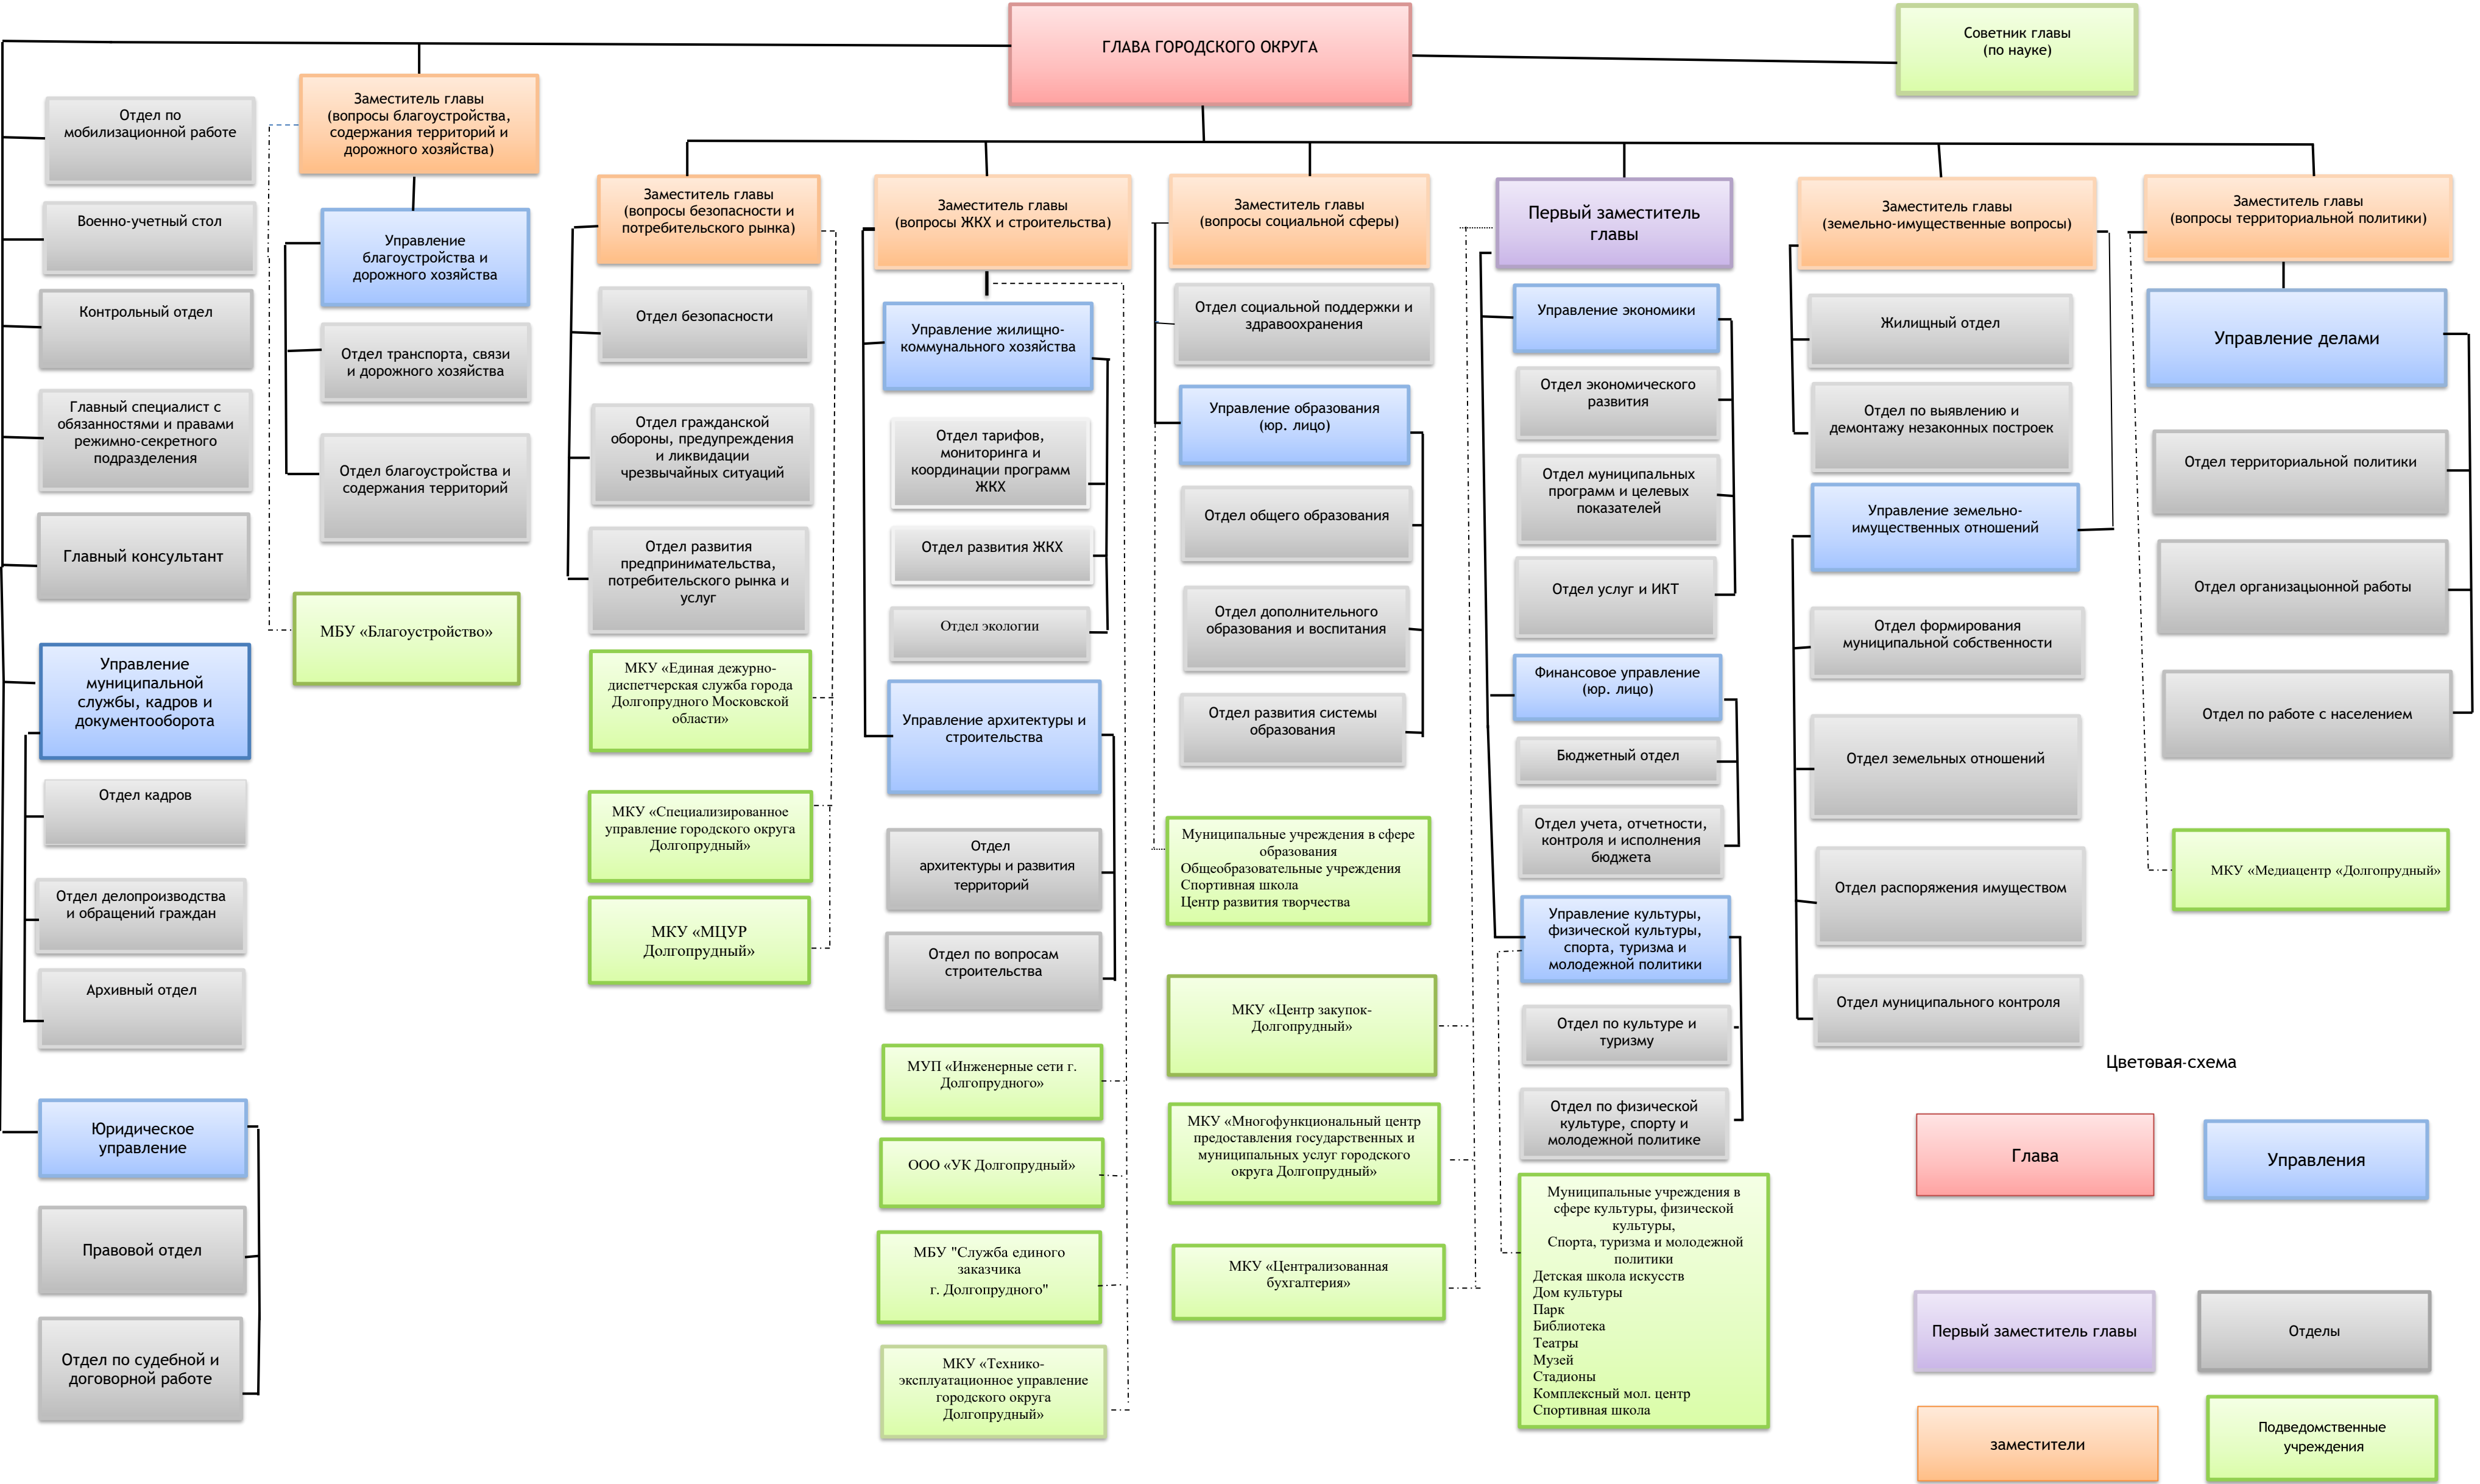 ГЛАВА ГОРОДСКОГО ОКРУГА
Советник главы
(по науке)
Отдел по
мобилизационной работе
Военно-учетный стол
Контрольный отдел
Главный специалист с
обязанностями и правами
режимно-секретного
подразделения
Главный консультант
Управление
муниципальной
службы, кадров и
документооборота
Отдел кадров
Отдел делопроизводства
и обращений граждан
Архивный отдел
Юридическое
управление
Правовой отдел
Отдел по судебной и
договорной работе
Заместитель главы
(вопросы благоустройства,
содержания территорий и
дорожного хозяйства)
Управление
благоустройства и
дорожного хозяйства
Отдел транспорта, связи
и дорожного хозяйства
Отдел благоустройства и
содержания территорий
МБУ «Благоустройство»
Заместитель главы
(вопросы безопасности и
потребительского рынка)
Отдел безопасности
Отдел гражданской
обороны, предупреждения
и ликвидации
чрезвычайных ситуаций
Отдел развития
предпринимательства,
потребительского рынка и
услуг
МКУ «Единая дежурно-
диспетчерская служба города
Долгопрудного Московской
области»
МКУ «Специализированное
управление городского округа
Долгопрудный»
МКУ «МЦУР
Долгопрудный»
Заместитель главы
(вопросы ЖКХ и строительства)
Управление жилищно-
коммунального хозяйства
Отдел тарифов,
мониторинга и
координации программ
ЖКХ
Отдел развития ЖКХ
Отдел экологии
Управление архитектуры и
строительства
Отдел
архитектуры и развития
территорий
Отдел по вопросам
строительства
МУП «Инженерные сети г.
Долгопрудного»
ООО «УК Долгопрудный»
МБУ "Служба единого
заказчика
г. Долгопрудного"
МКУ «Технико-
эксплуатационное управление
городского округа
Долгопрудный»
Заместитель главы
(вопросы социальной сферы)
Отдел социальной поддержки и
здравоохранения
Управление образования
(юр. лицо)
Отдел общего образования
Отдел дополнительного
образования и воспитания
Отдел развития системы
образования
Муниципальные учреждения в сфере
образования
Общеобразовательные учреждения
Спортивная школа
Центр развития творчества
МКУ «Центр закупок-
Долгопрудный»
МКУ «Многофункциональный центр
предоставления государственных и
муниципальных услуг городского
округа Долгопрудный»
МКУ «Централизованная
бухгалтерия»
Первый заместитель
главы
Управление экономики
Отдел экономического
развития
Отдел муниципальных
программ и целевых
показателей
Отдел услуг и ИКТ
Финансовое управление
(юр. лицо)
Бюджетный отдел
Отдел учета, отчетности,
контроля и исполнения
бюджета
Управление культуры,
физической культуры,
спорта, туризма и
молодежной политики
Отдел по культуре и
туризму
Отдел по физической
культуре, спорту и
молодежной политике
Муниципальные учреждения в
сфере культуры, физической
культуры,
Спорта, туризма и молодежной
политики
Детская школа искусств
Дом культуры
Парк
Библиотека
Театры
Музей
Стадионы
Комплексный мол. центр
Спортивная школа
Заместитель главы
(земельно-имущественные вопросы)
Жилищный отдел
Отдел по выявлению и
демонтажу незаконных построек
Управление земельно-
имущественных отношений
Отдел формирования
муниципальной собственности
Отдел земельных отношений
Отдел распоряжения имуществом
Отдел муниципального контроля
Заместитель главы
(вопросы территориальной политики)
Управление делами
Отдел территориальной политики
Отдел организацыонной работы
Отдел по работе с населением
МКУ «Медиацентр «Долгопрудный»
Цветовая-схема
Глава
Управления
Первый заместитель главы
Отделы
заместители
Подведомственные
учреждения